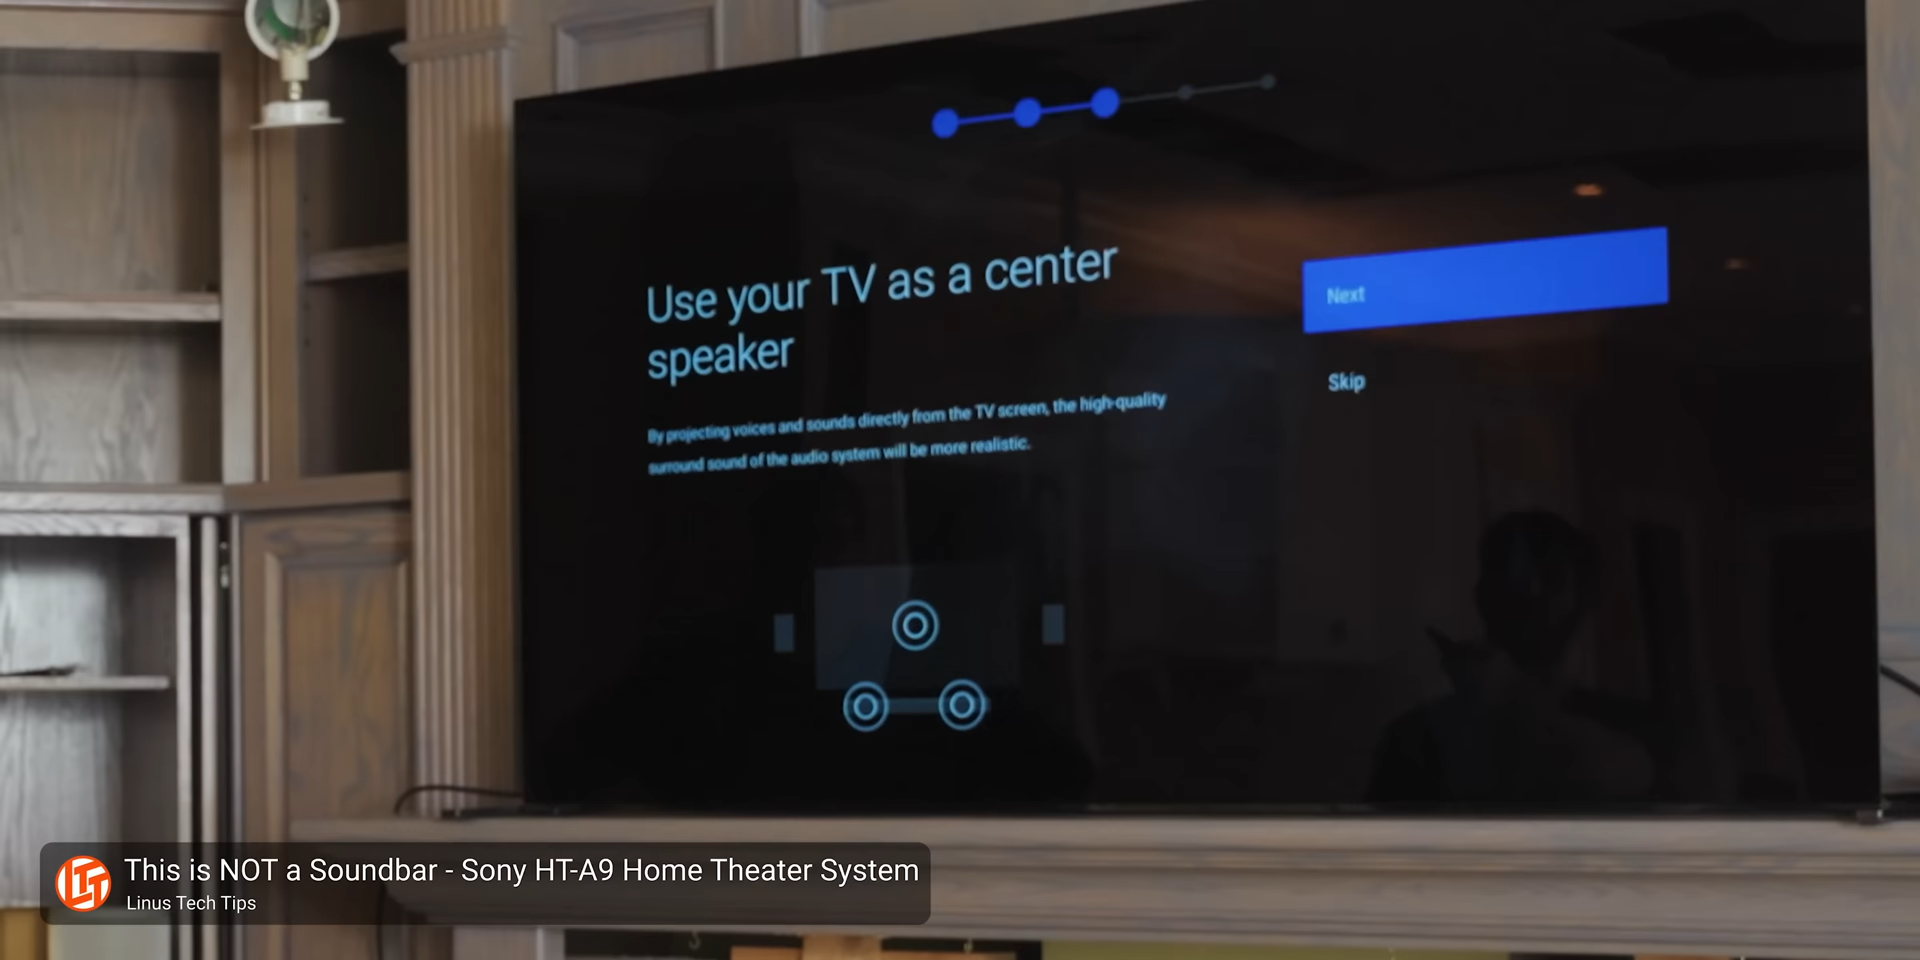 Use your TV as a center
speaker
By projecting voices and sounds directly from the TV screen, the high-quality
surround sound of the audio system will be more realistic.
Next
Skip
LTT
This is NOT a Soundbar - Sony HT-A9 Home Theater System
Linus Tech Tips